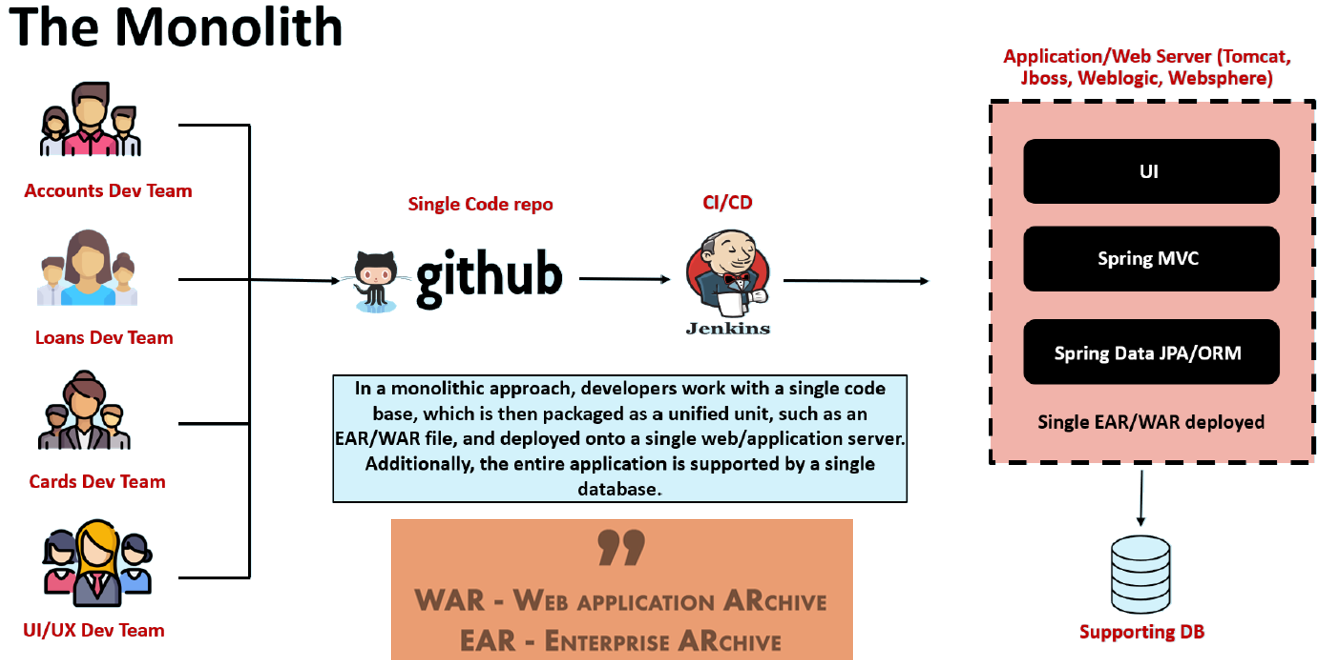 The Monolith
Accounts Dev Team
Loans Dev Team
Cards Dev Team
UI/UX Dev Team
Single Code repo
github
CI/CD
Jenkins
In a monolithic approach, developers work with a single code
base, which is then packaged as a unified unit, such as an
EAR/WAR file, and deployed onto a single web/application server.
Additionally, the entire application is supported by a single
database.
”
WAR - Web application ARchive
EAR - Enterprise ARchive
Application/Web Server (Tomcat,
Jboss, Weblogic, Websphere)
UI
Spring MVC
Spring Data JPA/ORM
Single EAR/WAR deployed
Supporting DB